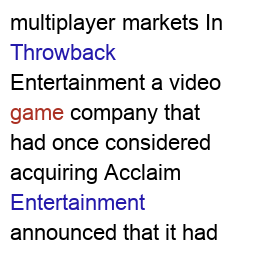 multiplayer markets In
Throwback
Entertainment a video
game company that
had once considered
acquiring Acclaim
Entertainment
announced that it had